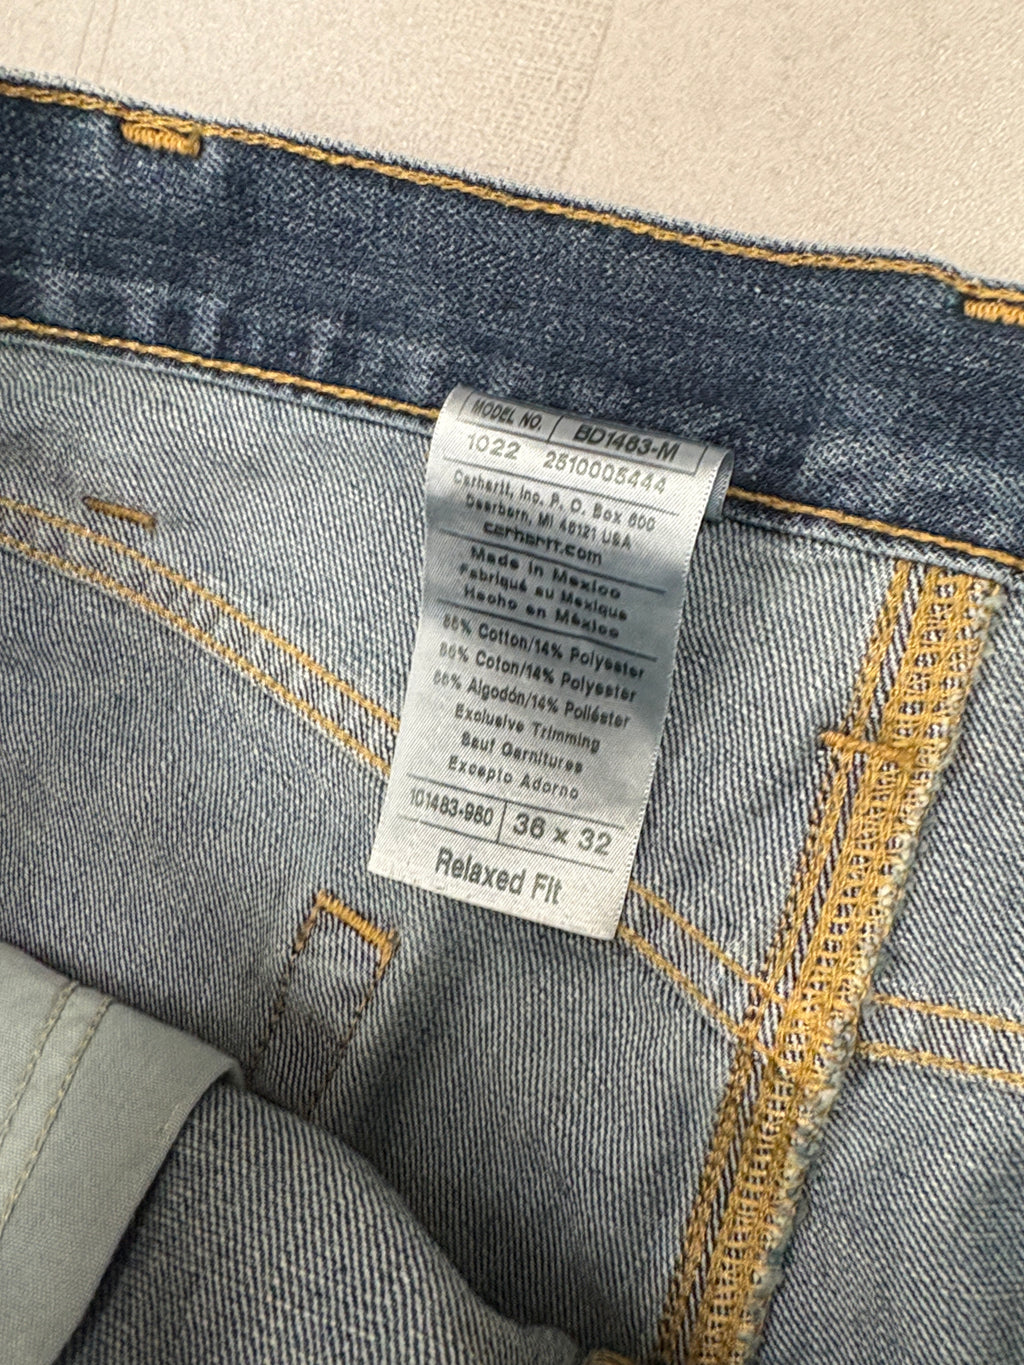 MODEL NO. BD1483-M
1022 2510005444
Carhartt, Inc. P. O. Box 600
Dearborn, MI 48121 USA
carhartt.com
Made in Mexico
Fabriqué au Mexique
Hecho en México
86% Cotton/14% Polyester
86% Coton/14% Polyester
86% Algodón/14% Poliéster
Exclusive Trimming
Sauf Garnitures
Excepto Adorno
101483-960 36 x 32
Relaxed Fit